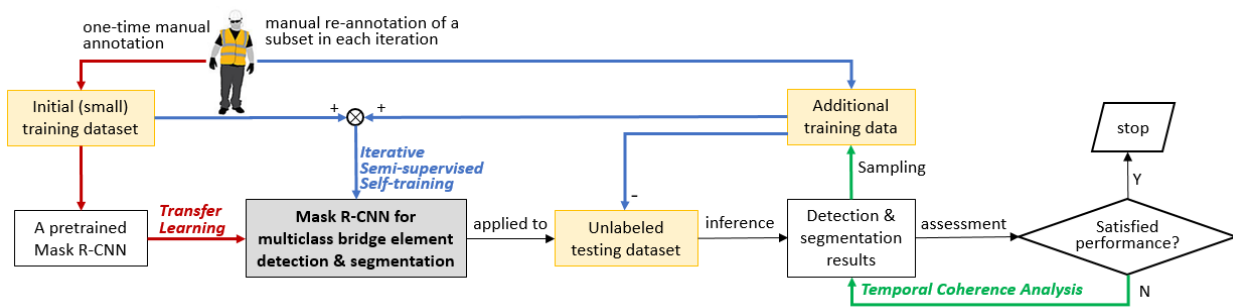 one-time manual
annotation
manual re-annotation of a
subset in each iteration
Initial (small)
training dataset
+
+
Additional
training data
stop
Iterative
Semi-supervised
Self-training
Sampling
Y
-
A pretrained
Mask R-CNN
Transfer
Learning
Mask R-CNN for
multiclass bridge element
detection & segmentation
applied to
Unlabeled
testing dataset
inference
Detection &
segmentation
results
assessment
Satisfied
performance?
Temporal Coherence Analysis
N